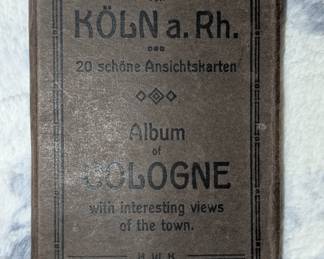 KÖLN a. Rh.
20 schöne Ansichtskarten
Album
of
COLOGNE
with interesting views
of the town.